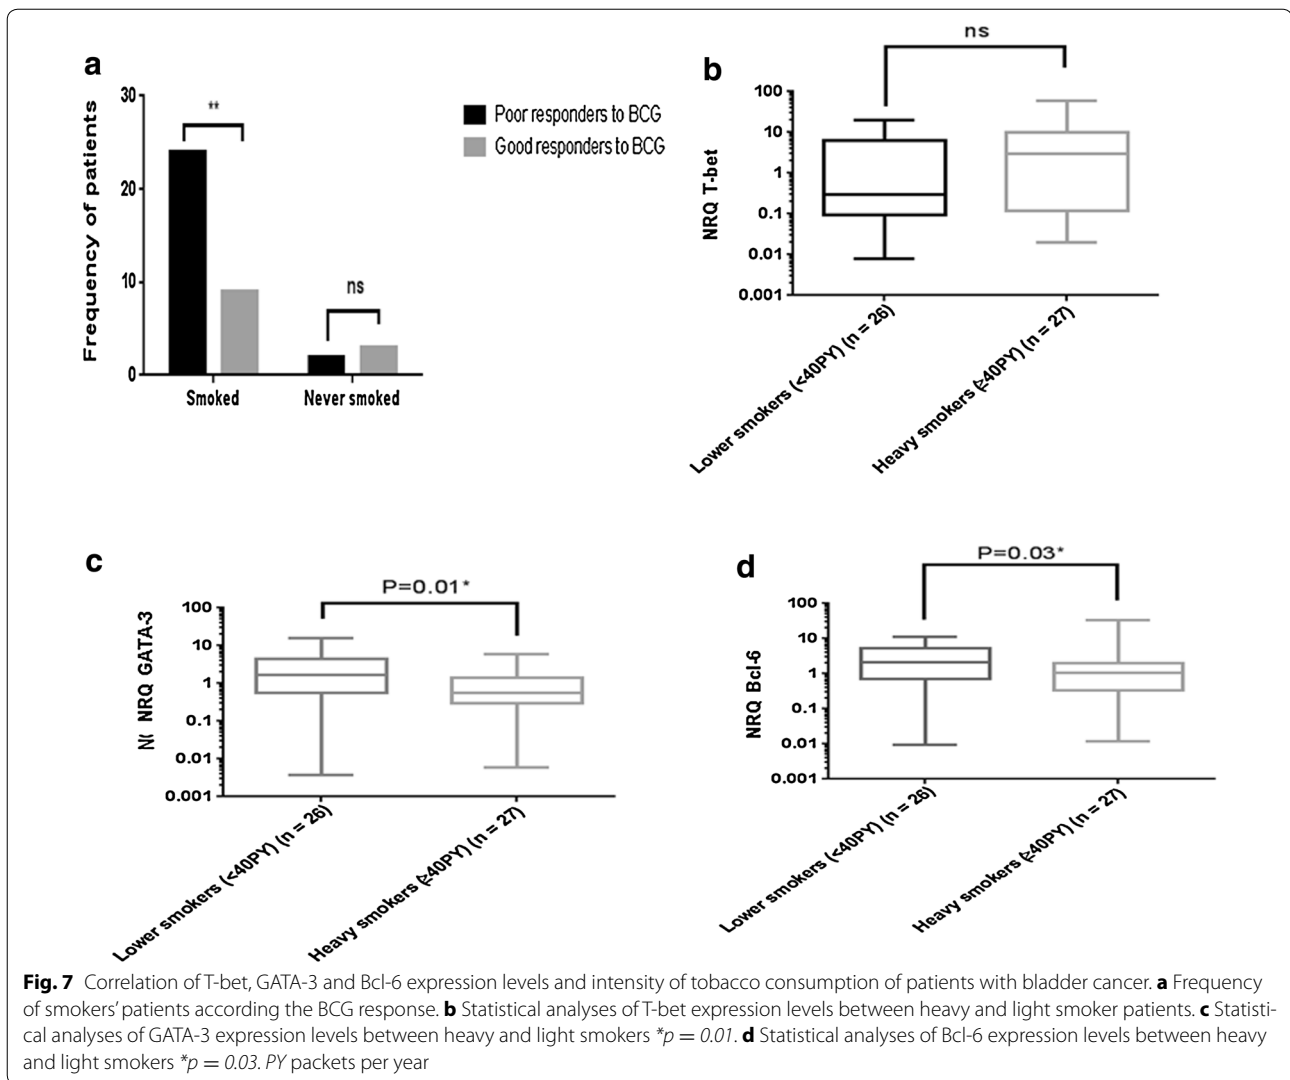 a
30
20
10
0
Frequency of patients
**
ns
Smoked
Never smoked
Poor responders to BCG
Good responders to BCG
b
ns
100
10
1
0.1
0.01
0.001
NRQ T-bet
Lower smokers (<40PY) (n = 26)
Heavy smokers (≥40PY) (n = 27)
c
P=0.01*
100
10
1
0.1
0.01
0.001
NRQ GATA-3
Lower smokers (<40PY) (n = 26)
Heavy smokers (≥40PY) (n = 27)
d
P=0.03*
100
10
1
0.1
0.01
0.001
NRQ Bcl-6
Lower smokers (<40PY) (n = 26)
Heavy smokers (≥40PY) (n = 27)
Fig. 7 Correlation of T-bet, GATA-3 and Bcl-6 expression levels and intensity of tobacco consumption of patients with bladder cancer. a Frequency
of smokers' patients according the BCG response. b Statistical analyses of T-bet expression levels between heavy and light smoker patients. c Statisti-
cal analyses of GATA-3 expression levels between heavy and light smokers *p = 0.01. d Statistical analyses of Bcl-6 expression levels between heavy
and light smokers *p = 0.03. PY packets per year